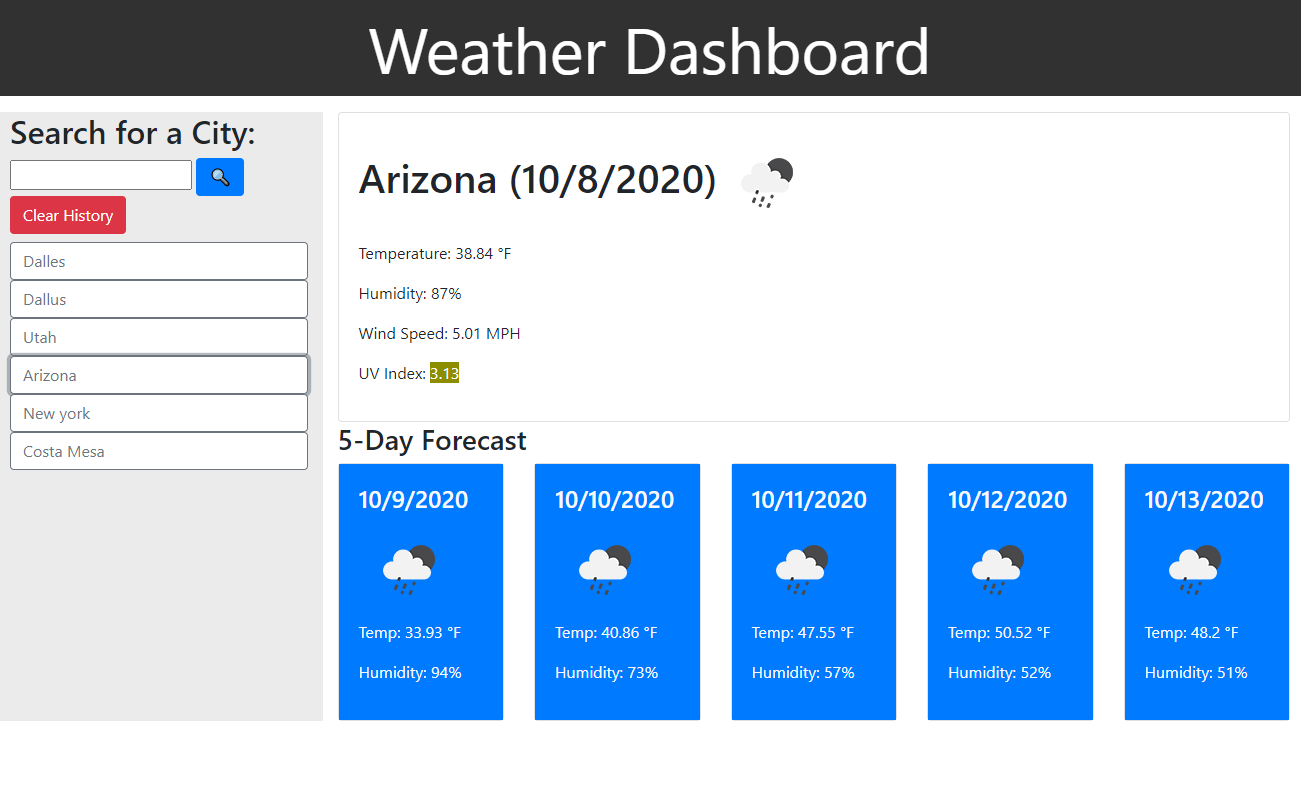 Weather Dashboard
Search for a City:
Clear History
Dalles
Dallus
Utah
Arizona
New york
Costa Mesa
Arizona (10/8/2020)
Temperature: 38.84 °F
Humidity: 87%
Wind Speed: 5.01 MPH
UV Index: 3.13
5-Day Forecast
10/9/2020
Temp: 33.93 °F
Humidity: 94%
10/10/2020
Temp: 40.86 °F
Humidity: 73%
10/11/2020
Temp: 47.55 °F
Humidity: 57%
10/12/2020
Temp: 50.52 °F
Humidity: 52%
10/13/2020
Temp: 48.2 °F
Humidity: 51%